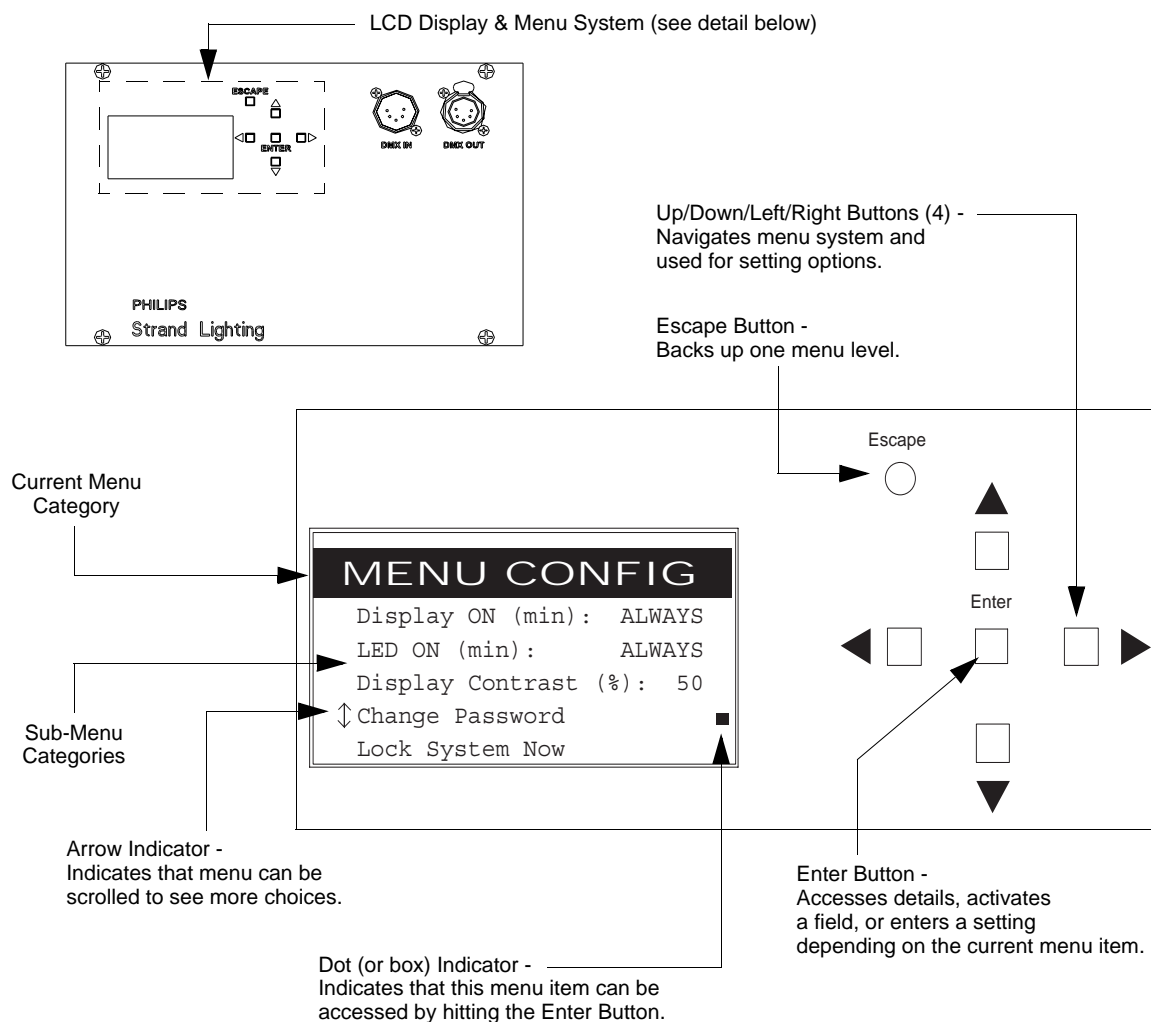 LCD Display & Menu System (see detail below)
ESCAPE
ENTER
DMX IN
DMX OUT
PHILIPS
Strand Lighting
Up/Down/Left/Right Buttons (4) -
Navigates menu system and
used for setting options.
Escape Button -
Backs up one menu level.
Escape
Enter
Current Menu
Category
MENU CONFIG
Display ON (min): ALWAYS
LED ON (min): ALWAYS
Display Contrast (%): 50
↕ Change Password ■
Lock System Now
Sub-Menu
Categories
Arrow Indicator -
Indicates that menu can be
scrolled to see more choices.
Enter Button -
Accesses details, activates
a field, or enters a setting
depending on the current menu item.
Dot (or box) Indicator -
Indicates that this menu item can be
accessed by hitting the Enter Button.